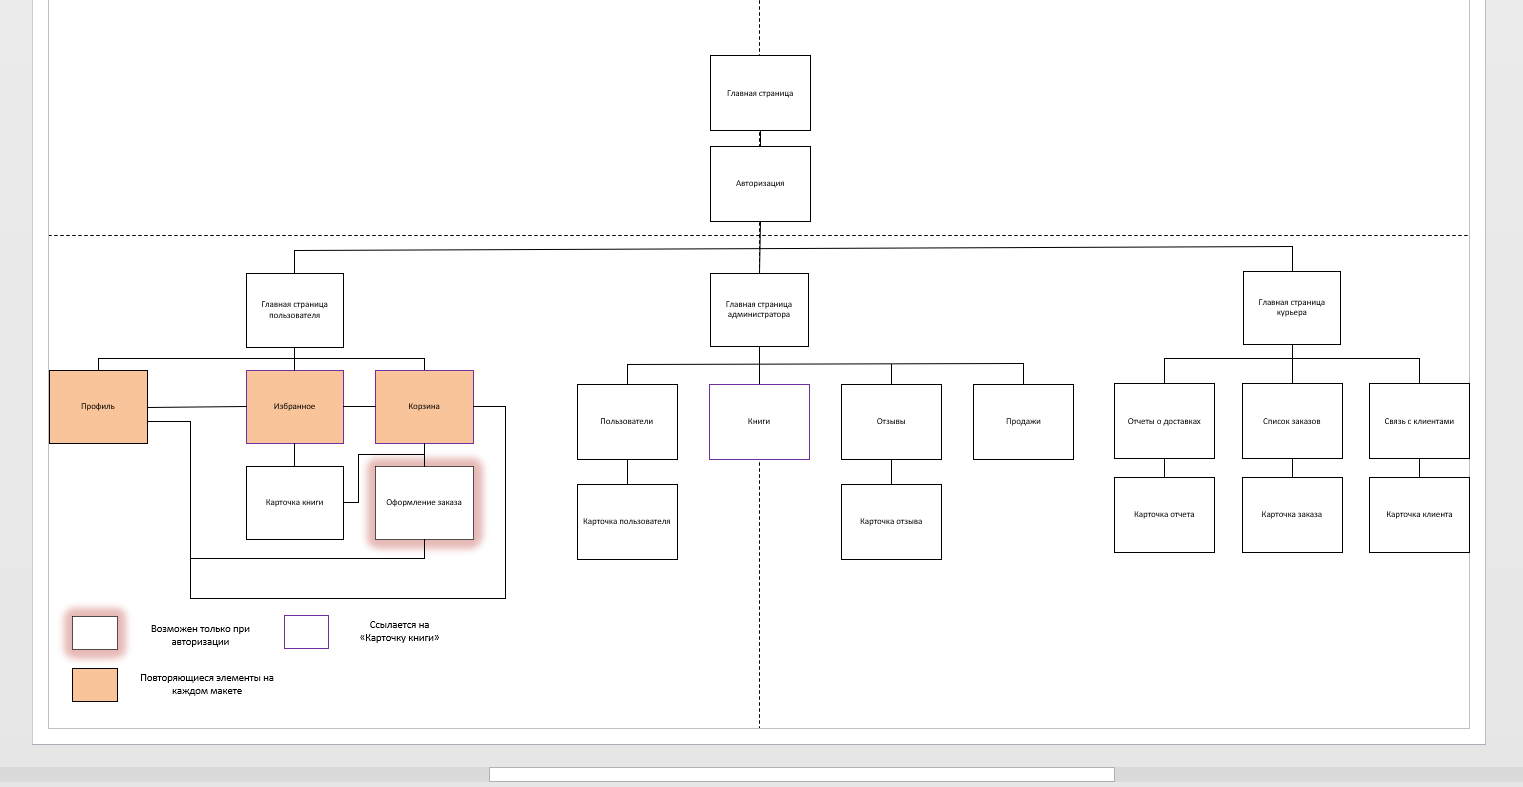 Главная страница
Авторизация
Главная страница
пользователя
Главная страница
администратора
Главная страница
курьера
Профиль
Избранное
Корзина
Пользователи
Книги
Отзывы
Продажи
Отчеты о доставках
Список заказов
Связь с клиентами
Карточка книги
Оформление заказа
Карточка пользователя
Карточка отзыва
Карточка отчета
Карточка заказа
Карточка клиента
Возможен только при
авторизации
Ссылается на
«Карточку книги»
Повторяющиеся элементы на
каждом макете